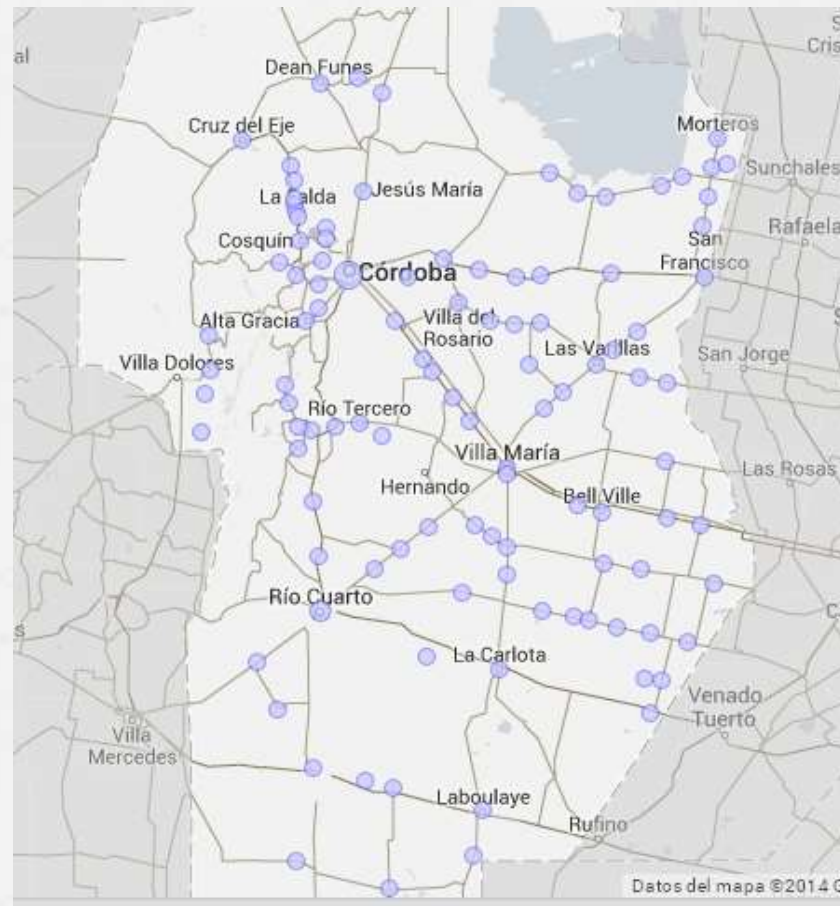 Cris
al
Dean Funes
Cruz del Eje
Morteros
Sunchales
La Falda
Jesús María
Cosquín
Rafaela
San
Francisco
Córdoba
Alta Gracia
Villa del
Rosario
Las Varillas
San Jorge
Villa Dolores
Río Tercero
Villa María
Las Rosas
Hernando
Bell Ville
Río Cuarto
s
La Carlota
Venado
Tuerto
Villa
Mercedes
Laboulaye
Rufino
Datos del mapa ©2014 G